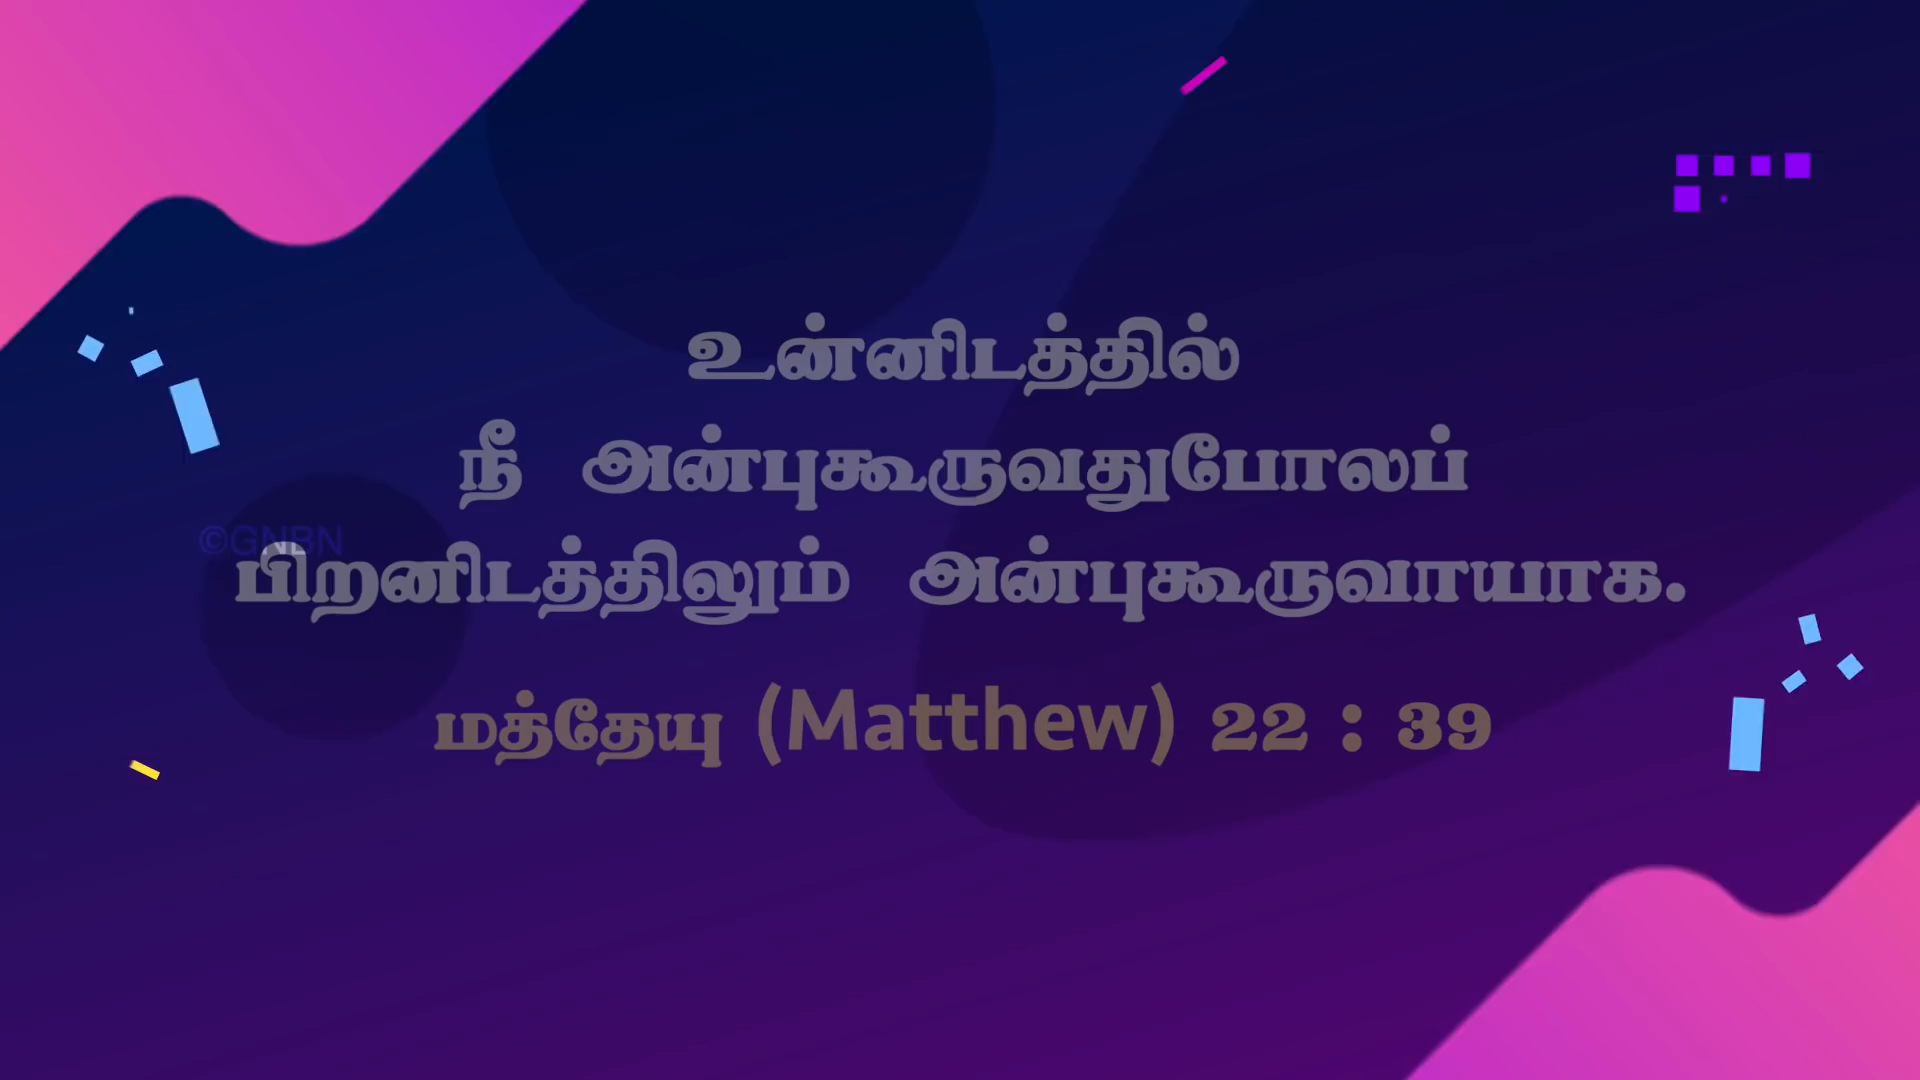 உன்னிடத்தில்
நீ அன்புகூருவதுபோலப்
©GNBN
பிறனிடத்திலும் அன்புகூருவாயாக.
மத்தேயு (Matthew) 22 : 39